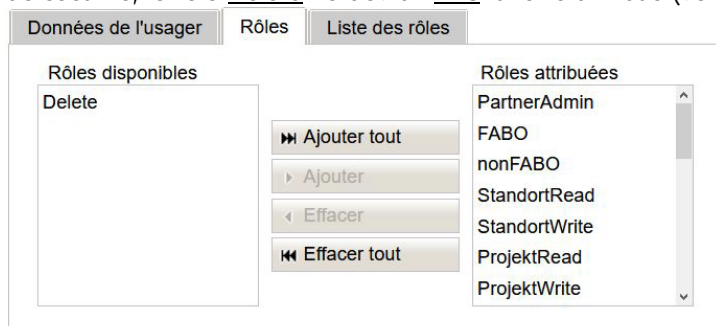 Données de l'usager Rôles Liste des rôles
Rôles disponibles Rôles attribuées
Delete
PartnerAdmin
FABO
nonFABO
StandortRead
StandortWrite
ProjektRead
ProjektWrite
Ajouter tout
Ajouter
Effacer
Effacer tout